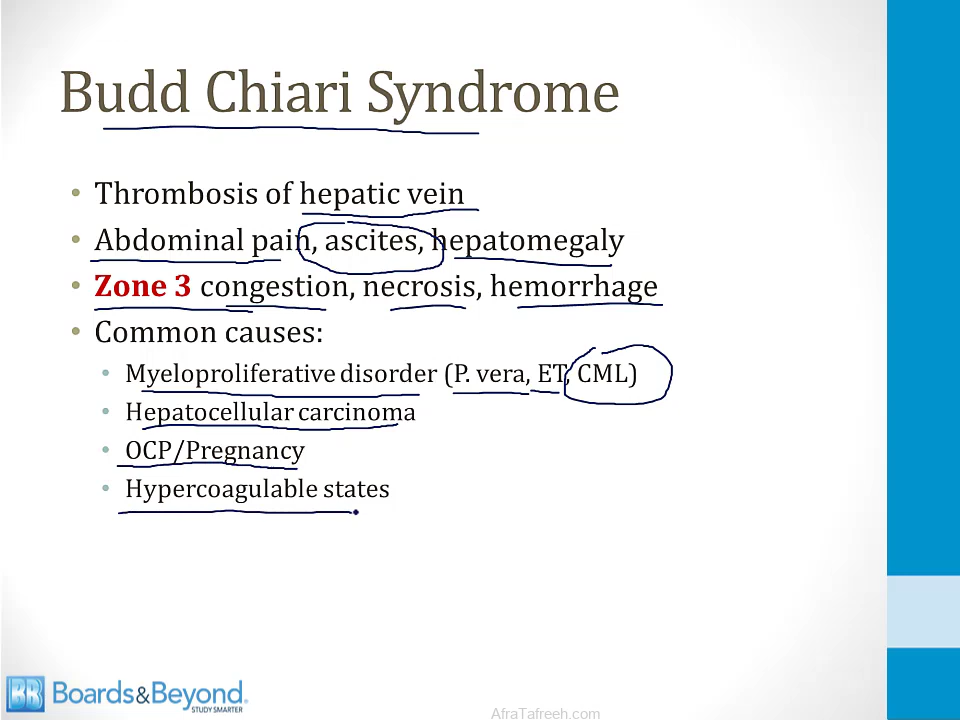 Budd Chiari Syndrome
• Thrombosis of hepatic vein
• Abdominal pain, ascites, hepatomegaly
• Zone 3 congestion, necrosis, hemorrhage
• Common causes:
• Myeloproliferative disorder (P. vera, ET, CML)
• Hepatocellular carcinoma
• OCP/Pregnancy
• Hypercoagulable states
BB Boards&Beyond.
STUDY SMARTER
AfraTafreeh.com